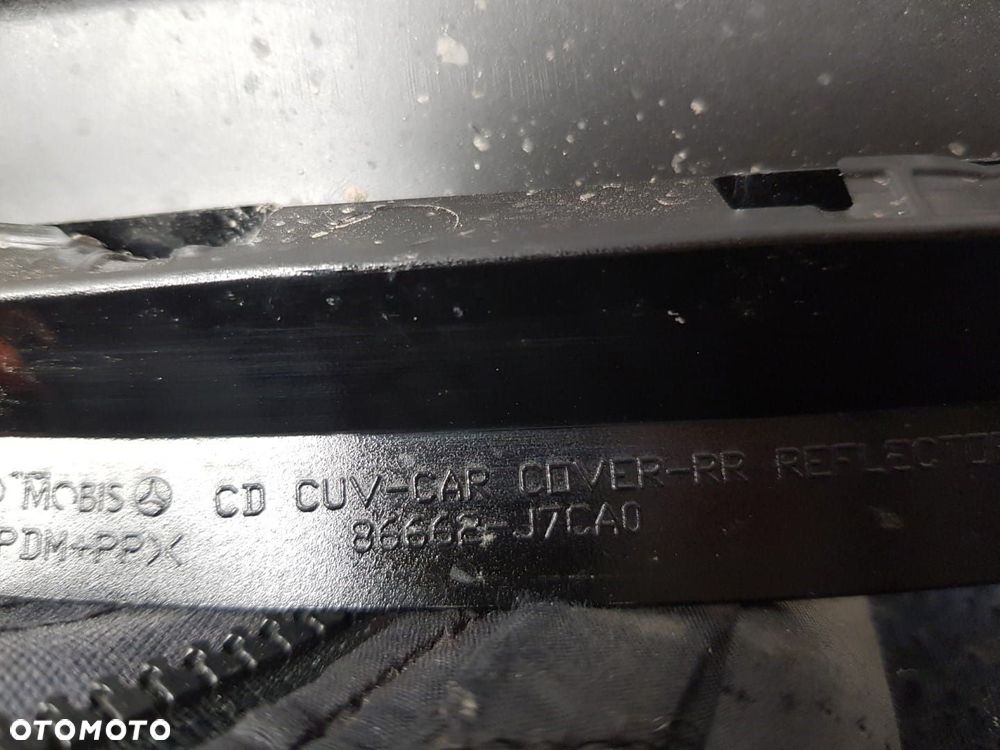 MOBIS CD CUV-CAR COVER-RR REFLECTOR
PDM+PP 86662-J7CA0
OTOMOTO